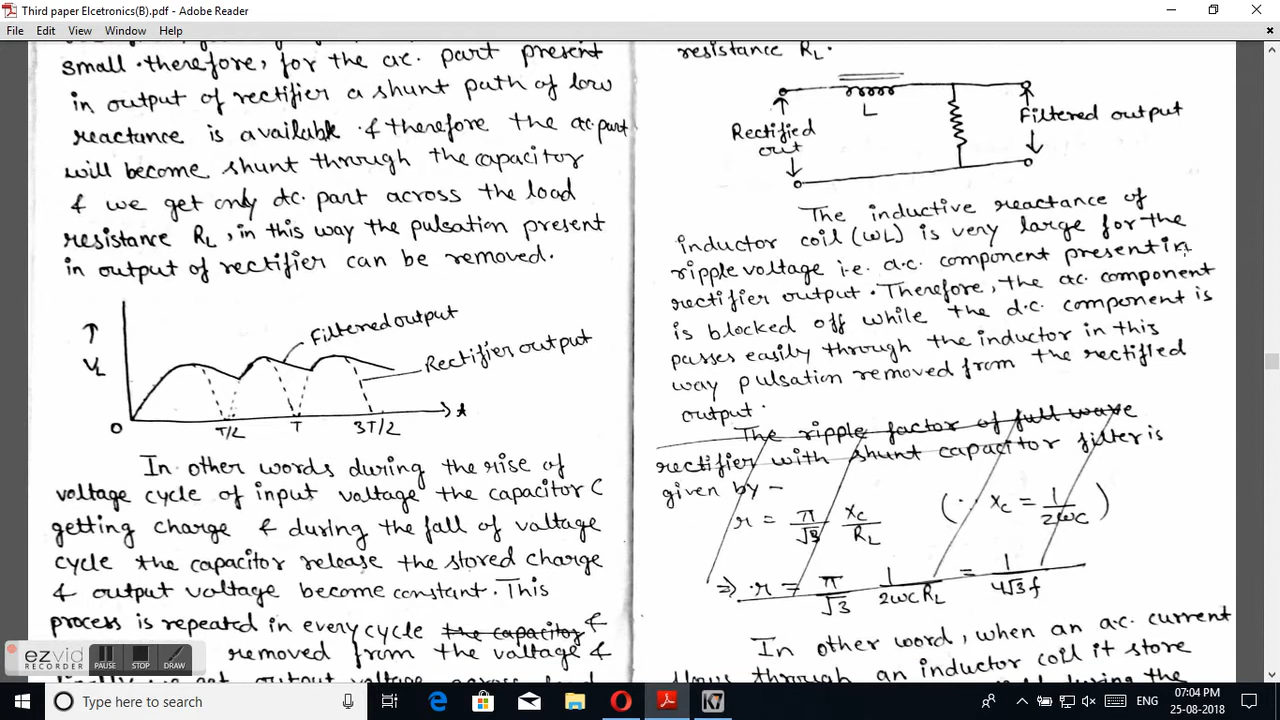 Third paper Elcetronics(B).pdf - Adobe Reader
File Edit View Window Help
small. therefore, for the a.c. part present
in output of rectifier a shunt path of low
reactance is available & therefore the a.c. part
will become shunt through the capacitor
& we get only d.c. part across the load
resistance RL, in this way the pulsation present
in output of rectifier can be removed.
↑
VL
Filtered output
Rectifier output
O T/2 T 3T/2 t
In other words during the rise of
voltage cycle of input voltage the capacitor C
getting charge & during the fall of voltage
cycle the capacitor release the stored charge
& output voltage become constant. This
process is repeated in every cycle the capacitor &
removed from the voltage &
resistance RL.
L
Rectified
out
Filtered output
The inductive reactance of
inductor coil (ωL) is very large for the
ripple voltage i.e. a.c. component present in
rectifier output. Therefore, the a.c. component
is blocked off while the d.c. component is
passes easily through the inductor in this
way pulsation removed from the rectified
output.
The ripple factor of full wave
rectifier with shunt capacitor filter is
given by –
r = π/√3 Xc/RL (∵ Xc = 1/2ωC)
⇒ r = π/√3 1/2ωCRL = 1/4√3f
In other word, when an a.c. current
through an inductor coil it store
ezvid
RECORDER
PAUSE STOP DRAW
Type here to search
ENG
07:04 PM
25-08-2018